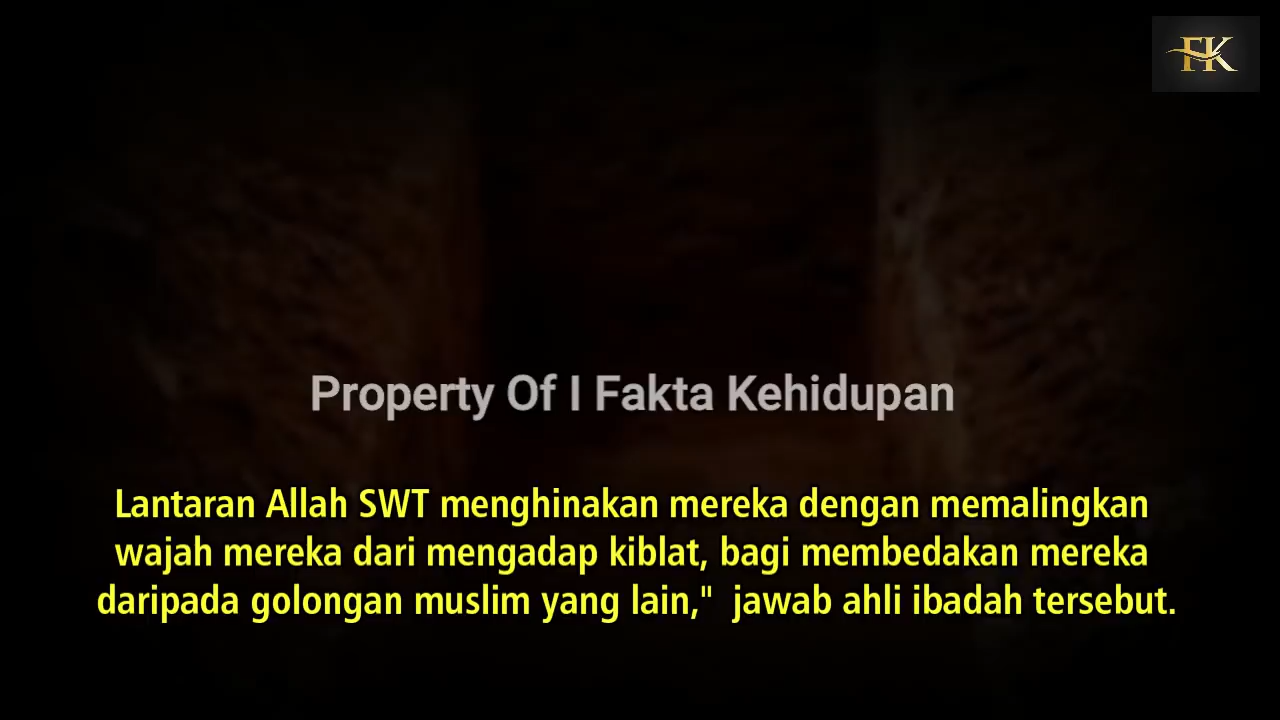 FK
Property Of I Fakta Kehidupan
Lantaran Allah SWT menghinakan mereka dengan memalingkan
wajah mereka dari mengadap kiblat, bagi membedakan mereka
daripada golongan muslim yang lain," jawab ahli ibadah tersebut.